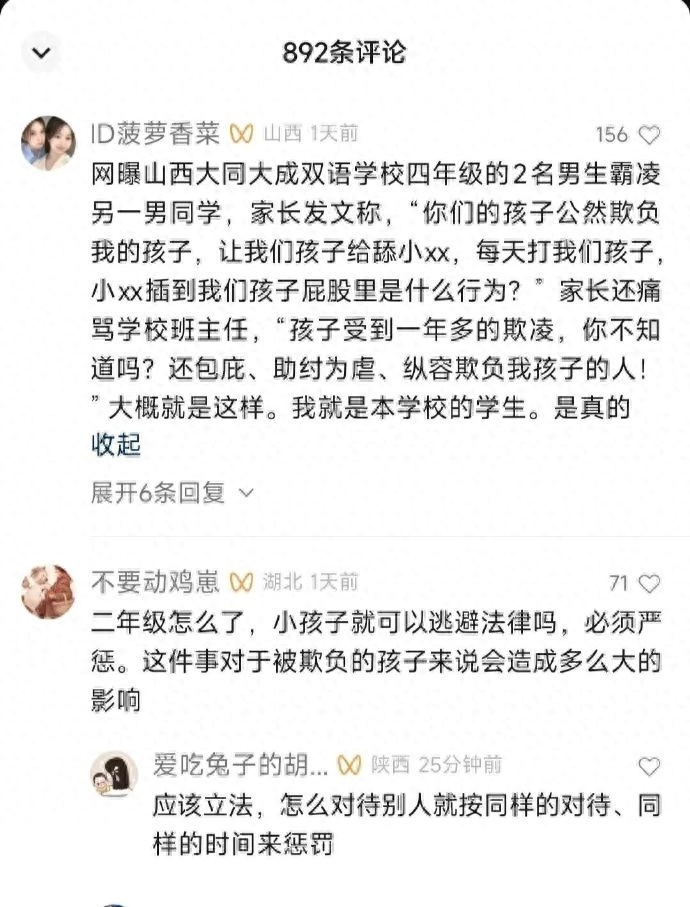 892条评论
ID菠萝香菜 山西 1天前 156
网曝山西大同大成双语学校四年级的2名男生霸凌
另一男同学，家长发文称，“你们的孩子公然欺负
我的孩子，让我们孩子给舔小xx，每天打我们孩子，
小xx插到我们孩子屁股里是什么行为？” 家长还痛
骂学校班主任，“孩子受到一年多的欺凌，你不知
道吗？还包庇、助纣为虐、纵容欺负我孩子的人！
” 大概就是这样。我就是本学校的学生。是真的
收起
展开6条回复
不要动鸡崽 湖北 1天前 71
二年级怎么了，小孩子就可以逃避法律吗，必须严
惩。这件事对于被欺负的孩子来说会造成多么大的
影响
爱吃兔子的胡... 陕西 25分钟前
应该立法，怎么对待别人就按同样的对待、同
样的时间来惩罚